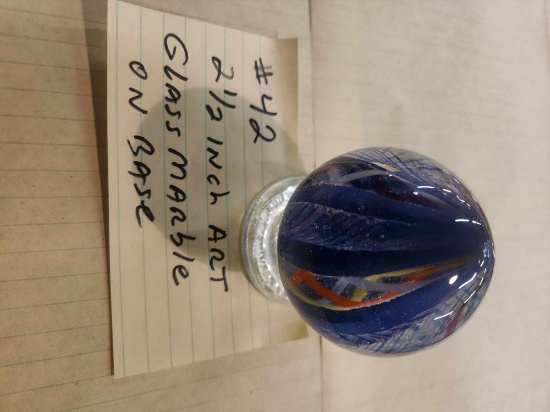 #42
2 1/2 INch ART
GLASS MARble
ON BASe